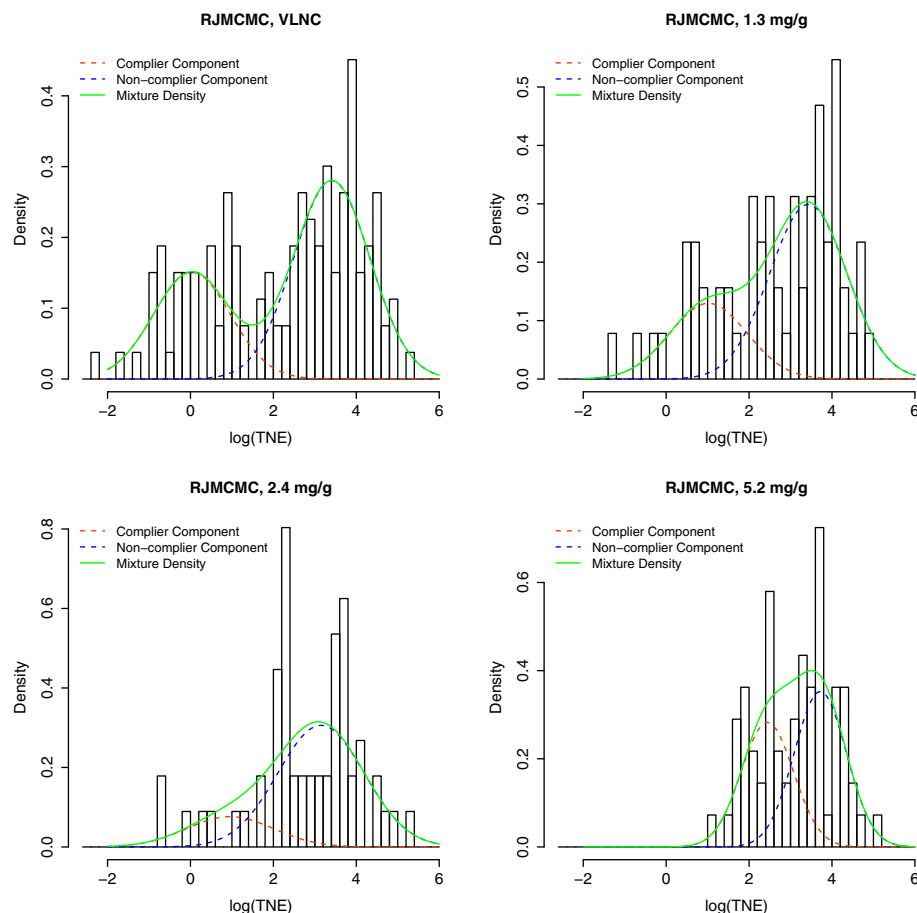 RJMCMC, VLNC
Complier Component
Non−complier Component
Mixture Density
Density
0.0
0.1
0.2
0.3
0.4
−2 0 2 4 6
log(TNE)
RJMCMC, 1.3 mg/g
Complier Component
Non−complier Component
Mixture Density
Density
0.0
0.1
0.2
0.3
0.4
0.5
−2 0 2 4 6
log(TNE)
RJMCMC, 2.4 mg/g
Complier Component
Non−complier Component
Mixture Density
Density
0.0
0.2
0.4
0.6
0.8
−2 0 2 4 6
log(TNE)
RJMCMC, 5.2 mg/g
Complier Component
Non−complier Component
Mixture Density
Density
0.0
0.2
0.4
0.6
−2 0 2 4 6
log(TNE)